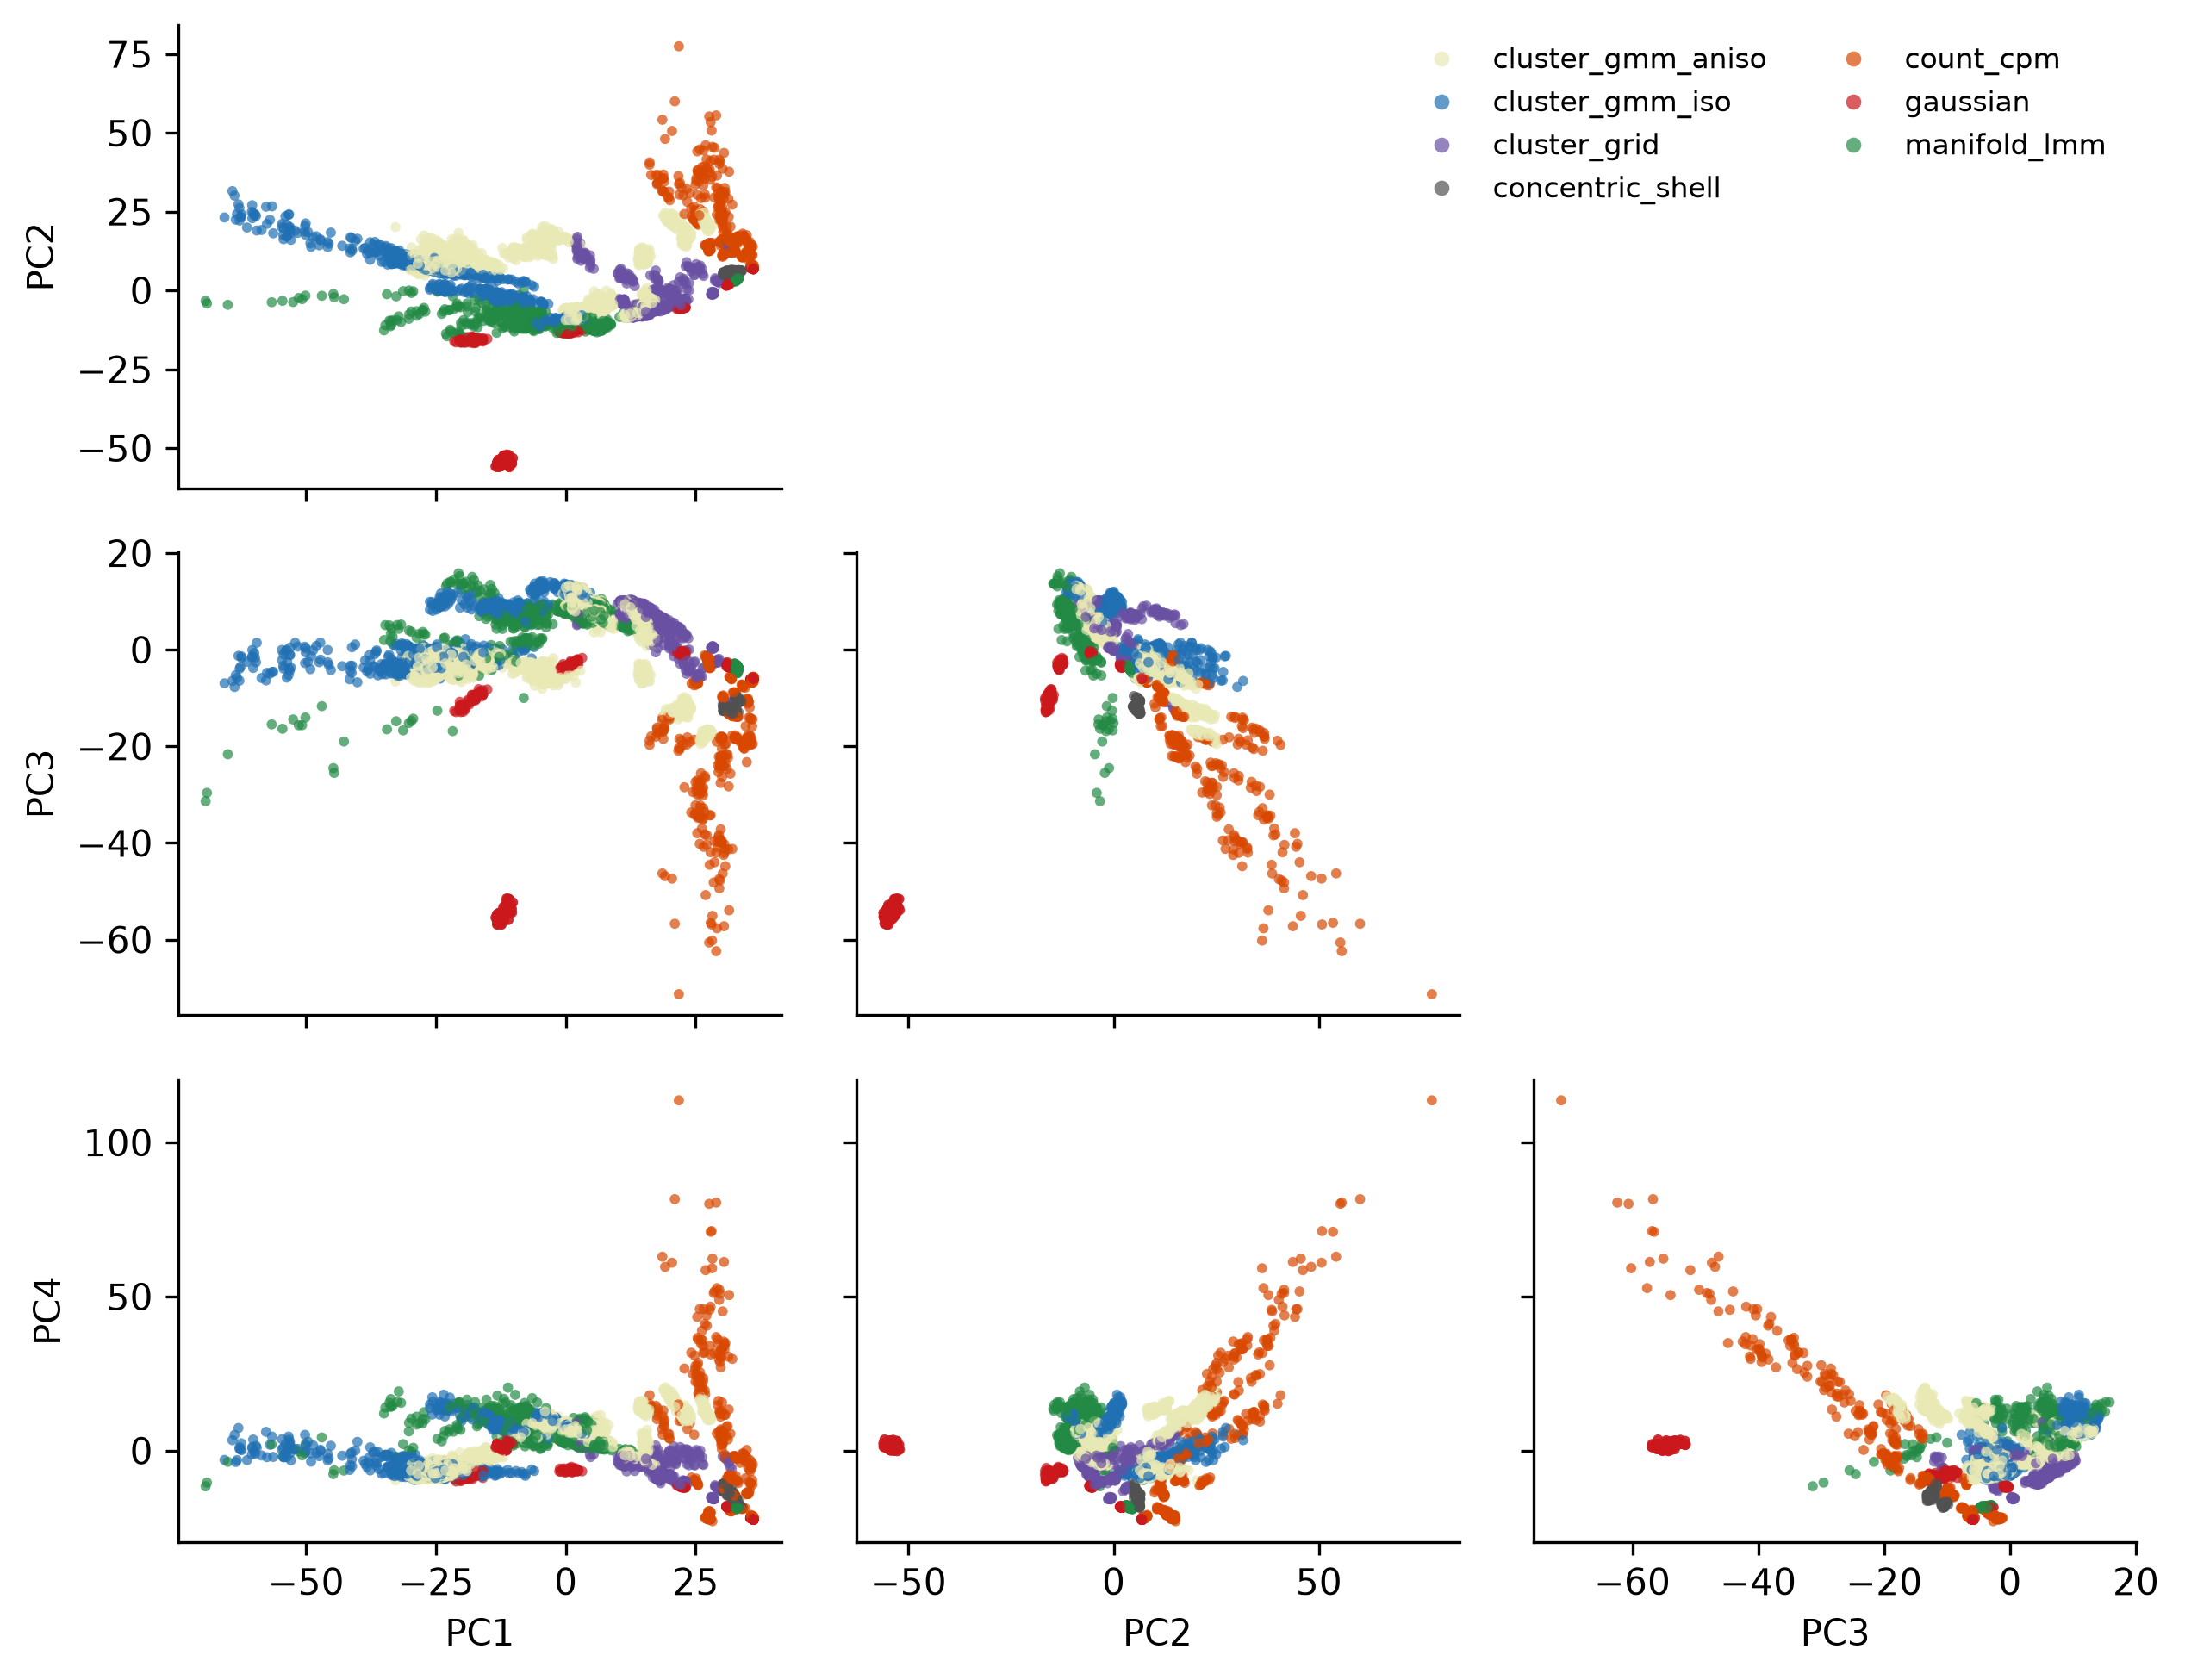 75
50
25
0
−25
−50
PC2
cluster_gmm_aniso
cluster_gmm_iso
cluster_grid
concentric_shell
count_cpm
gaussian
manifold_lmm
20
0
−20
−40
−60
PC3
100
50
0
PC4
−50 −25 0 25
PC1
−50 0 50
PC2
−60 −40 −20 0 20
PC3